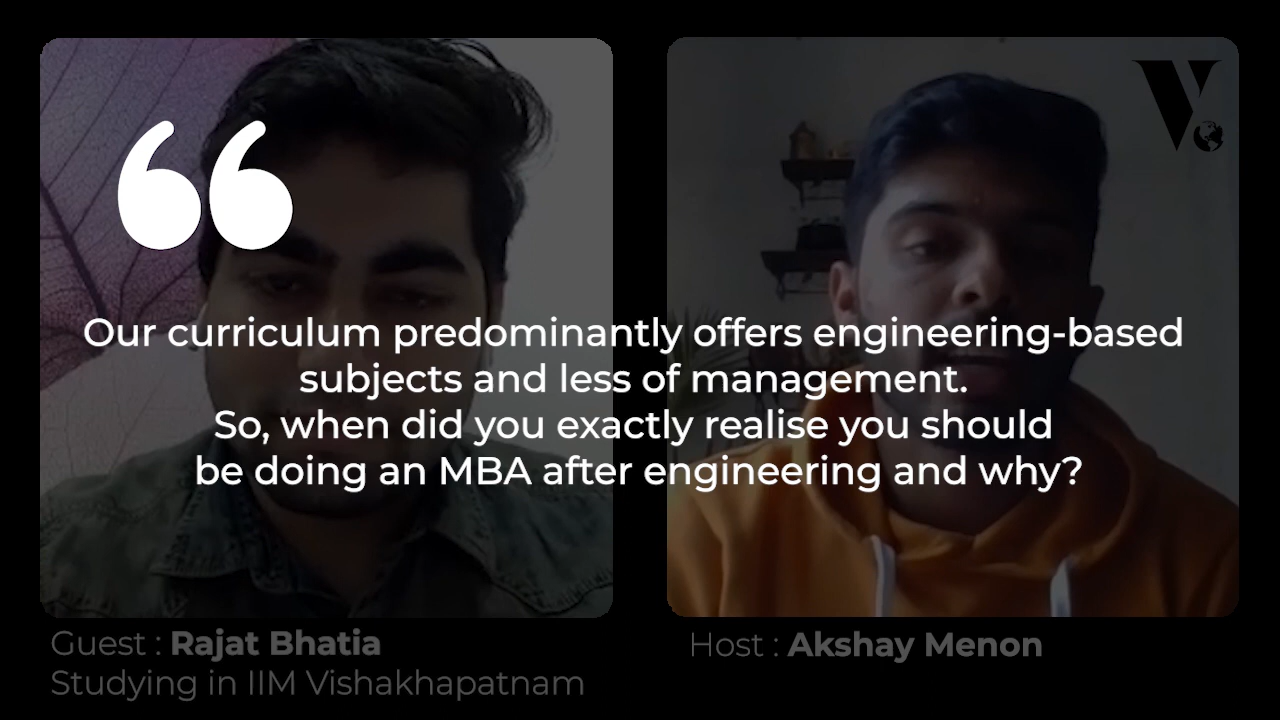 Our curriculum predominantly offers engineering-based
subjects and less of management.
So, when did you exactly realise you should
be doing an MBA after engineering and why?
Guest : Rajat Bhatia
Studying in IIM Vishakhapatnam
Host : Akshay Menon